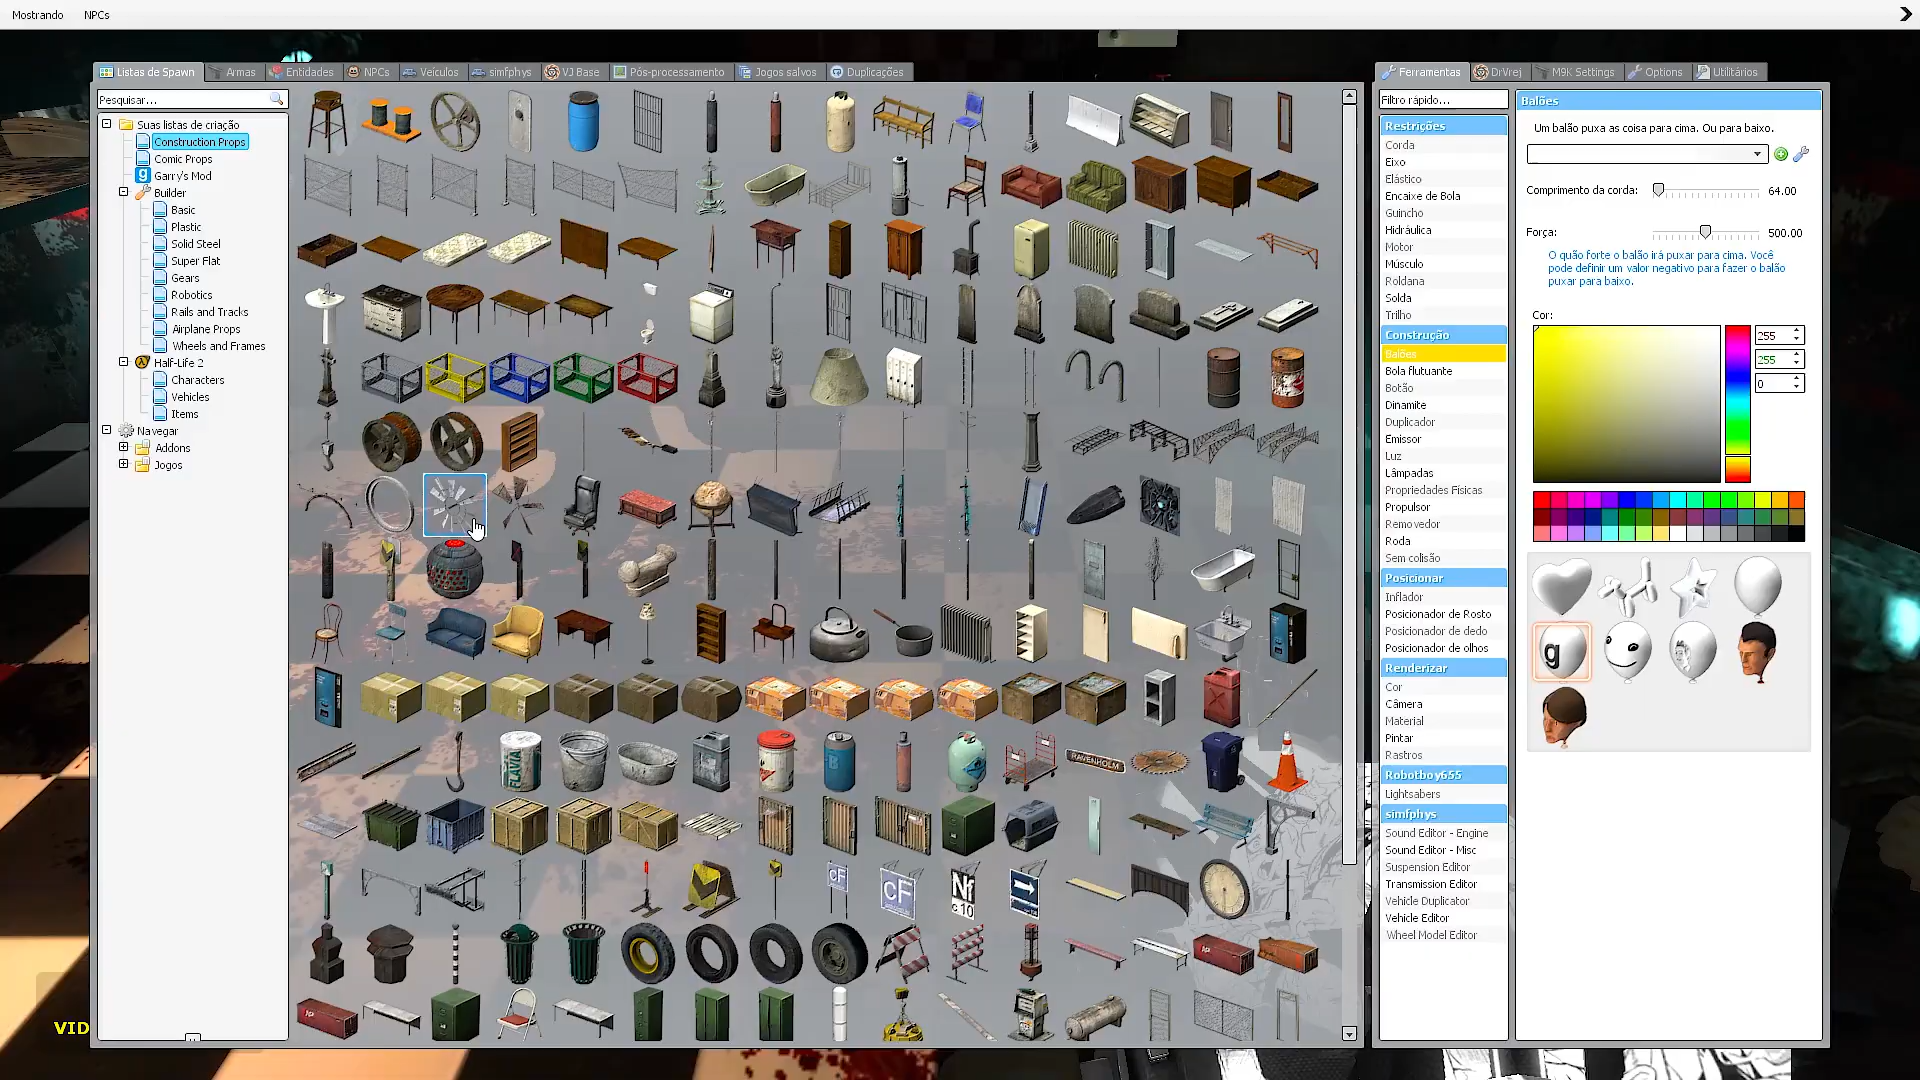 Mostrando NPCs
Listas de Spawn Armas Entidades NPCs Veículos simfphys VJ Base Pós-processamento Jogos salvos Duplicações
Pesquisar...
Suas listas de criação
Construction Props
Comic Props
Garry's Mod
Builder
Basic
Plastic
Solid Steel
Super Flat
Gears
Robotics
Rails and Tracks
Airplane Props
Wheels and Frames
Half-Life 2
Characters
Vehicles
Items
Navegar
Addons
Jogos
RAVENHOLM
cF
cF
Nf
c 10
VID
Ferramentas DrVrej M9K Settings Options Utilitários
Filtro rápido...
Restrições
Corda
Eixo
Elástico
Encaixe de Bola
Guincho
Hidráulica
Motor
Músculo
Roldana
Solda
Trilho
Construção
Balões
Bola flutuante
Botão
Dinamite
Duplicador
Emissor
Luz
Lâmpadas
Propriedades Físicas
Propulsor
Removedor
Roda
Sem colisão
Posicionar
Inflador
Posicionador de Rosto
Posicionador de dedo
Posicionador de olhos
Renderizar
Cor
Câmera
Material
Pintar
Rastros
Robotboy655
Lightsabers
simfphys
Sound Editor - Engine
Sound Editor - Misc
Suspension Editor
Transmission Editor
Vehicle Duplicator
Vehicle Editor
Wheel Model Editor
Balões
Um balão puxa as coisa para cima. Ou para baixo.
Comprimento da corda: 64.00
Força: 500.00
O quão forte o balão irá puxar para cima. Você
pode definir um valor negativo para fazer o balão
puxar para baixo.
Cor:
255
255
0
g